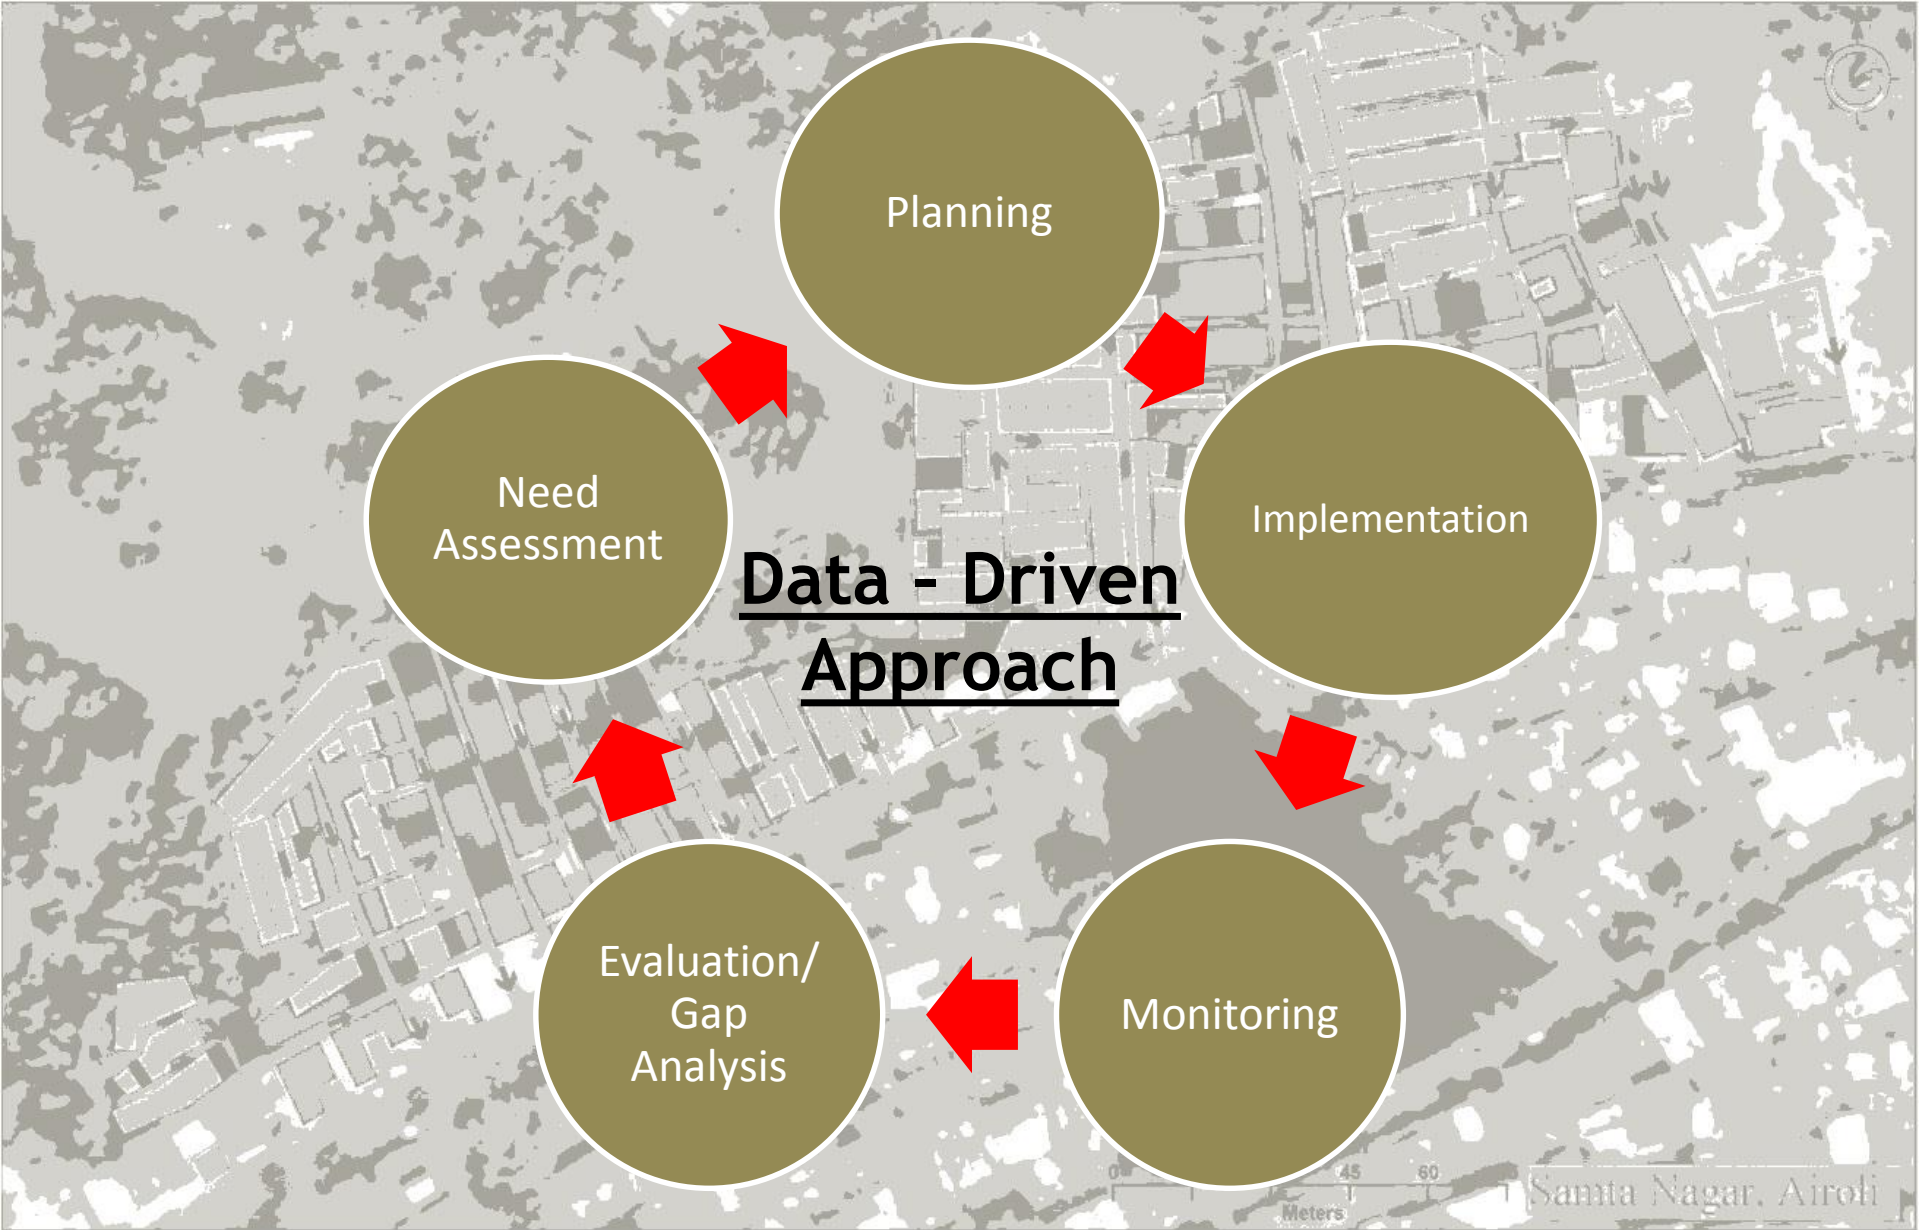 Planning
Need
Assessment
Implementation
Data - Driven
Approach
Evaluation/
Gap
Analysis
Monitoring
0
45
60
Meters
Samta Nagar, Airoli